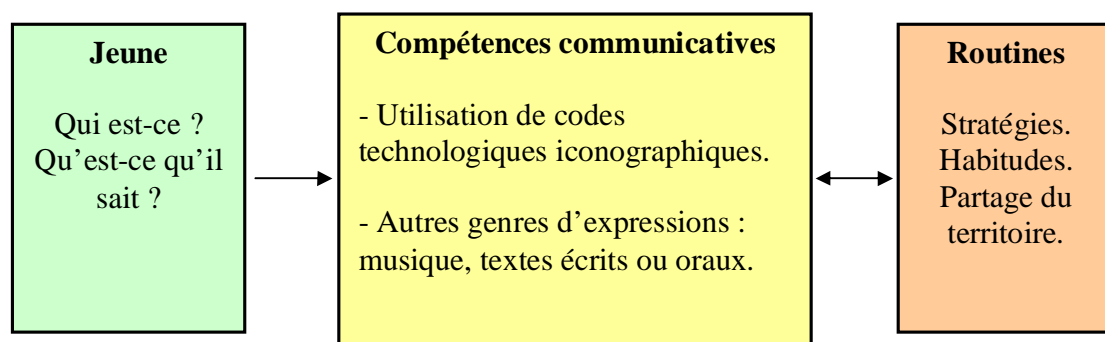 Jeune
Qui est-ce ?
Qu’est-ce qu’il
sait ?
Compétences communicatives
- Utilisation de codes
technologiques iconographiques.
- Autres genres d’expressions :
musique, textes écrits ou oraux.
Routines
Stratégies.
Habitudes.
Partage du
territoire.